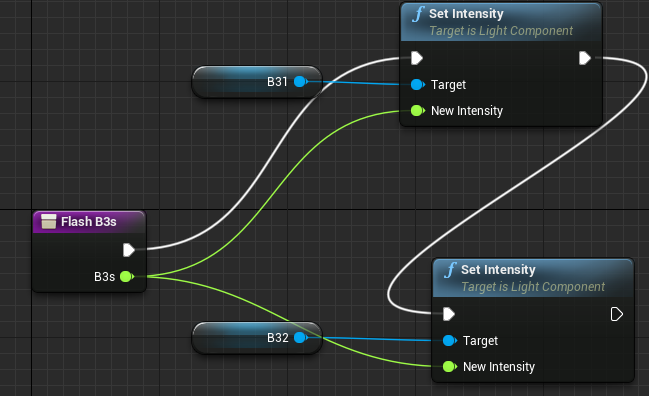 f Set Intensity
Target is Light Component
B31
Target
New Intensity
Flash B3s
B3s
f Set Intensity
Target is Light Component
B32
Target
New Intensity